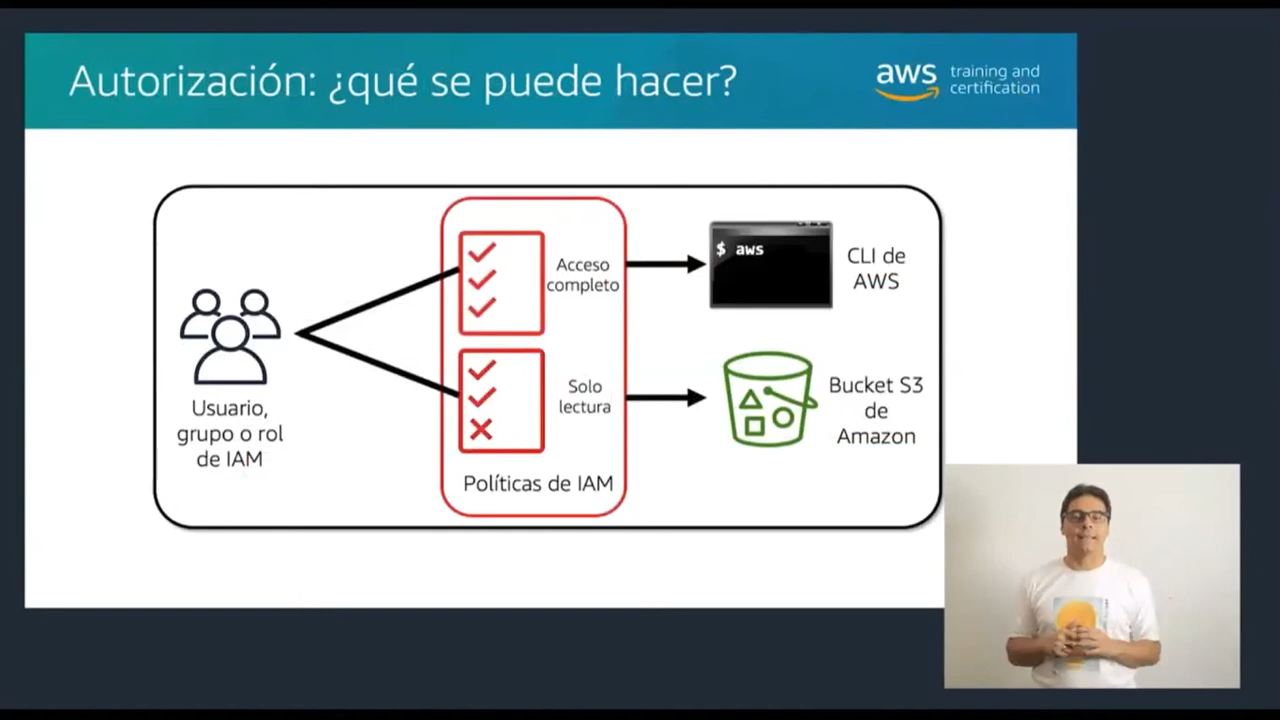 Autorización: ¿qué se puede hacer?
aws training and
certification
Acceso
completo
$ aws
CLI de
AWS
Solo
lectura
Bucket S3
de
Amazon
Usuario,
grupo o rol
de IAM
Políticas de IAM